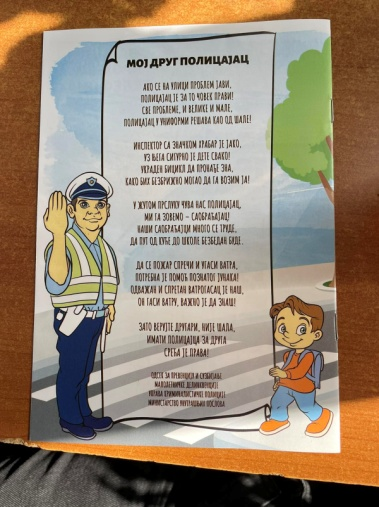 МОЈ ДРУГ ПОЛИЦАЈАЦ
АКО СЕ НА УЛИЦИ ПРОБЛЕМ ЈАВИ,
ПОЛИЦАЈАЦ ЈЕ ЗА ТО ЧОВЕК ПРАВИ!
СВЕ ПРОБЛЕМЕ, И ВЕЛИКЕ И МАЛЕ,
ПОЛИЦАЈАЦ У УНИФОРМИ РЕШАВА КАО ОД ШАЛЕ!
ИНСПЕКТОР СА ЗНАЧКОМ ХРАБАР ЈЕ ЈАКО,
УЗ ЊЕГА СИГУРНО ЈЕ ДЕТЕ СВАКО!
УКРАДЕН БИЦИКЛ ДА ПРОНАЂЕ ЗНА,
КАКО БИХ БЕЗБРИЖНО МОГАО ДА ГА ВОЗИМ ЈА!
У ЖУТОМ ПРСЛУКУ ЧУВА НАС ПОЛИЦАЈАЦ,
МИ ГА ЗОВЕМО – САОБРАЋАЈАЦ!
НАШИ САОБРАЋАЈЦИ МНОГО СЕ ТРУДЕ,
ДА ПУТ ОД КУЋЕ ДО ШКОЛЕ БЕЗБЕДАН БУДЕ.
ДА СЕ ПОЖАР СПРЕЧИ И УГАСИ ВАТРА,
ПОТРЕБНА ЈЕ ПОМОЋ ПОЗНАТОГ ЈУНАКА!
ОДВАЖАН И СПРЕТАН ВАТРОГАСАЦ ЈЕ НАШ,
ОН ГАСИ ВАТРУ, ВАЖНО ЈЕ ДА ЗНАШ!
ЗАТО ВЕРУЈТЕ ДРУГАРИ, НИЈЕ ШАЛА,
ИМАТИ ПОЛИЦАЈЦА ЗА ДРУГА
СРЕЋА ЈЕ ПРАВА!
ОДСЕК ЗА ПРЕВЕНЦИЈУ И СУЗБИЈАЊЕ
МАЛОЛЕТНИЧКЕ ДЕЛИНКВЕНЦИЈЕ
УПРАВА КРИМИНАЛИСТИЧКЕ ПОЛИЦИЈЕ
МИНИСТАРСТВО УНУТРАШЊИХ ПОСЛОВА